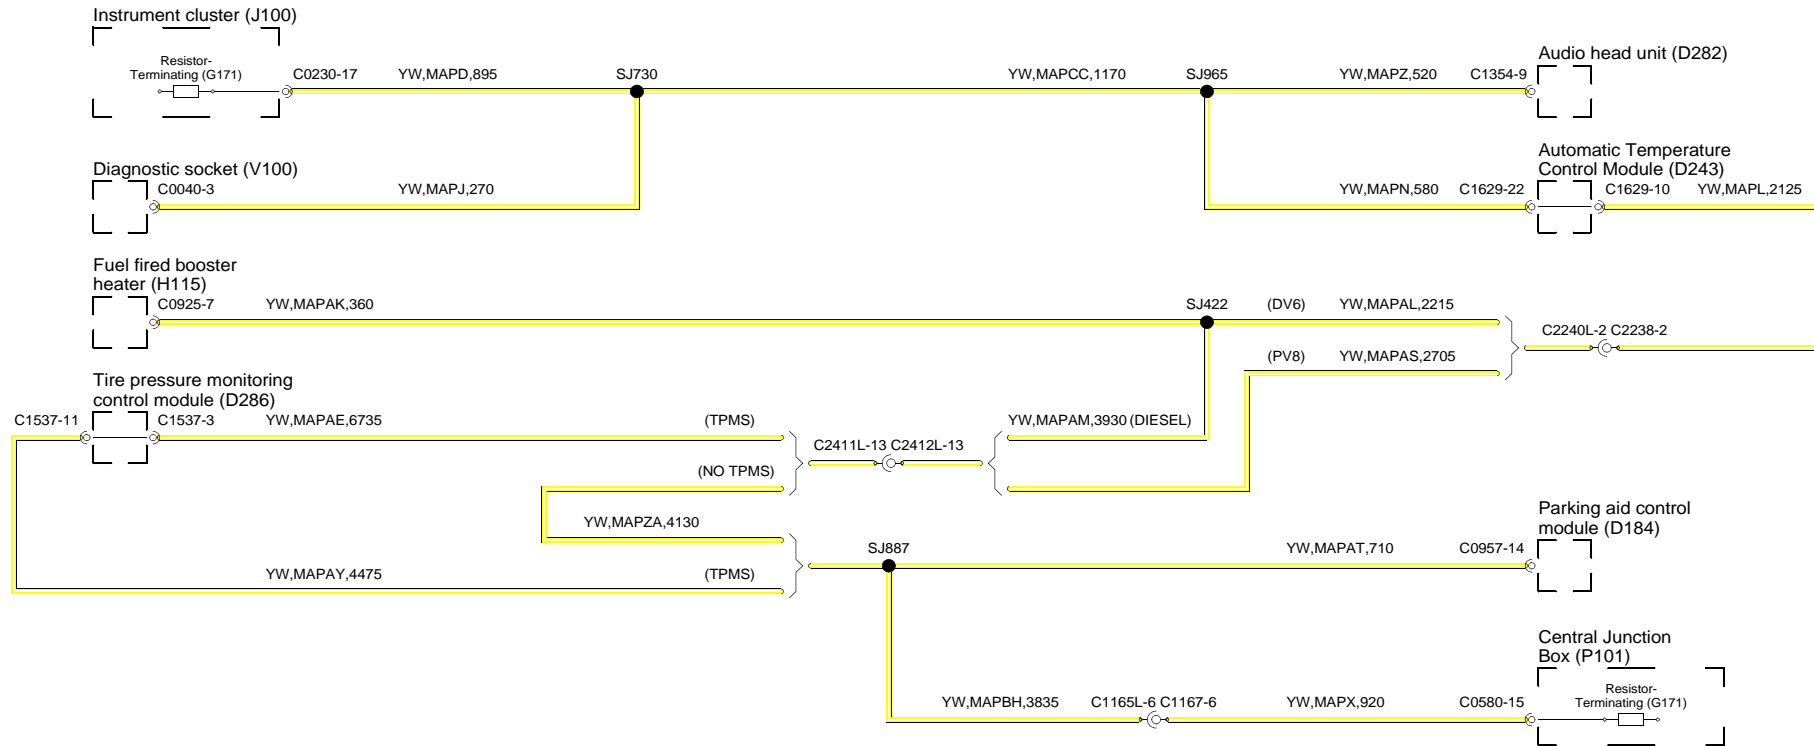 Instrument cluster (J100)
Resistor-
Terminating (G171)
C0230-17
YW,MAPD,895
SJ730
YW,MAPCC,1170
SJ965
YW,MAPZ,520
C1354-9
Audio head unit (D282)
Diagnostic socket (V100)
C0040-3
YW,MAPJ,270
YW,MAPN,580
C1629-22
Automatic Temperature
Control Module (D243)
C1629-10
YW,MAPL,2125
Fuel fired booster
heater (H115)
C0925-7
YW,MAPAK,360
SJ422
(DV6)
YW,MAPAL,2215
(PV8)
YW,MAPAS,2705
C2240L-2 C2238-2
Tire pressure monitoring
control module (D286)
C1537-11
C1537-3
YW,MAPAE,6735
(TPMS)
C2411L-13 C2412L-13
YW,MAPAM,3930 (DIESEL)
(NO TPMS)
YW,MAPZA,4130
YW,MAPAY,4475
(TPMS)
SJ887
YW,MAPAT,710
C0957-14
Parking aid control
module (D184)
YW,MAPBH,3835
C1165L-6 C1167-6
YW,MAPX,920
C0580-15
Central Junction
Box (P101)
Resistor-
Terminating (G171)